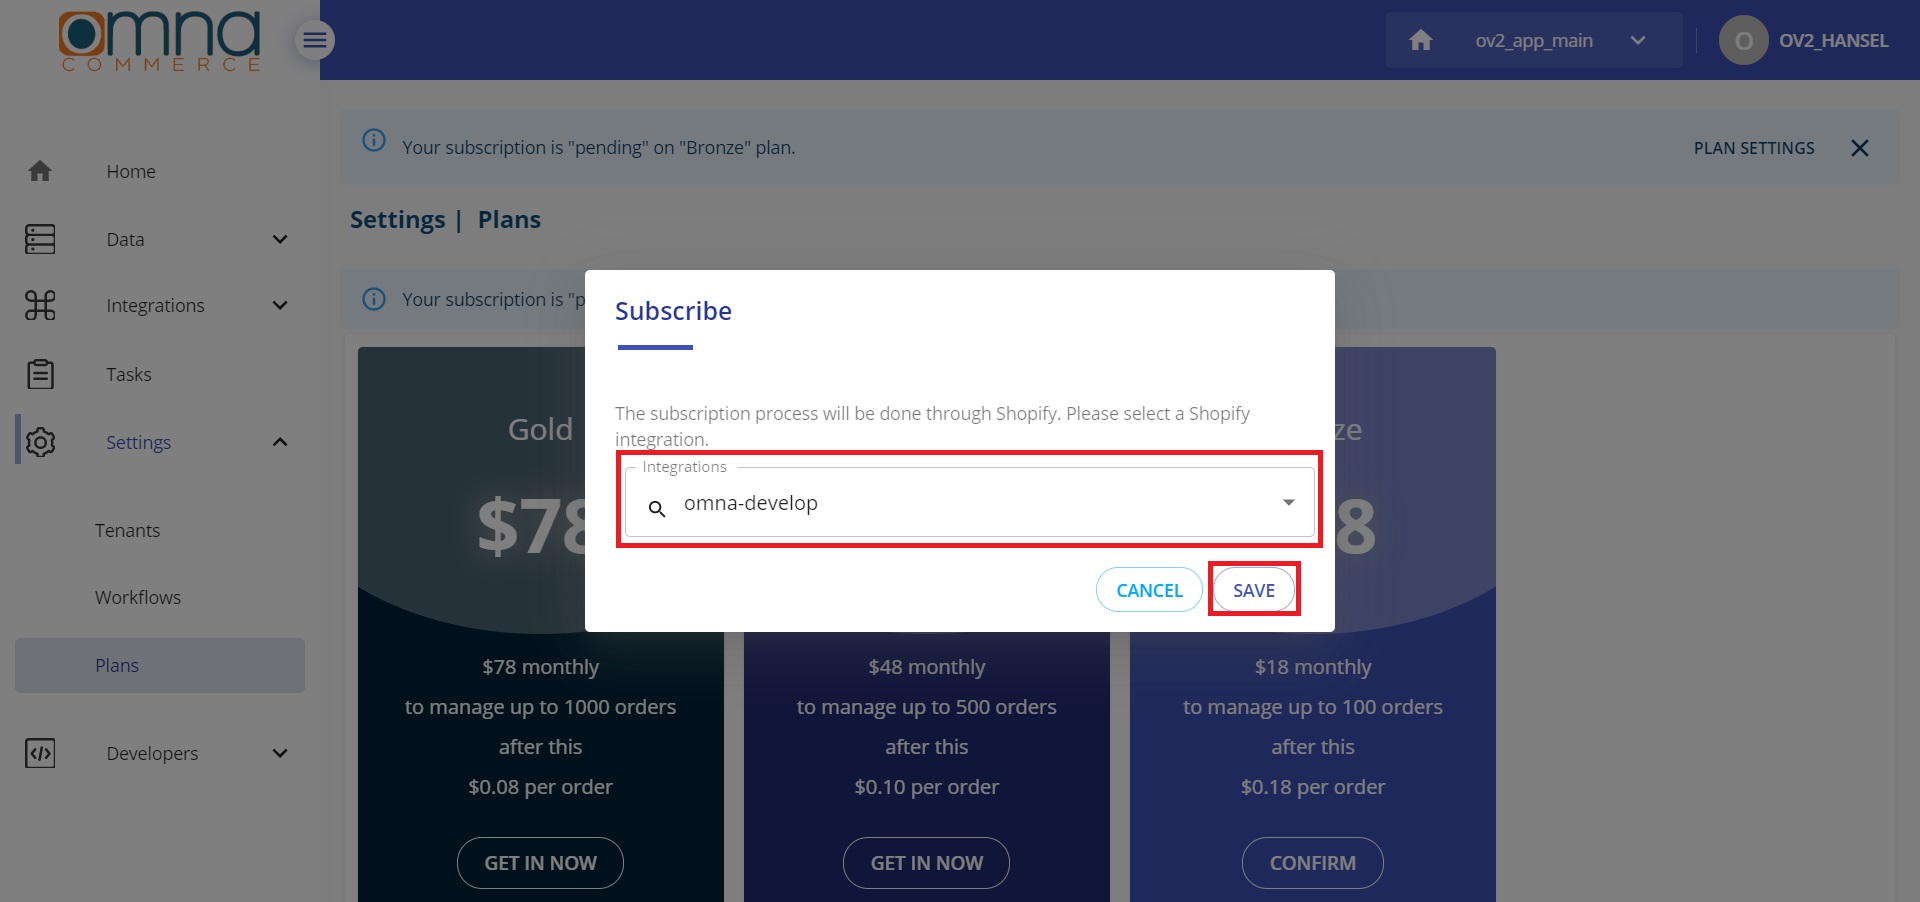 omna
COMMERCE
ov2_app_main
O
OV2_HANSEL
Home
Data
Integrations
Tasks
Settings
Tenants
Workflows
Plans
Developers
Your subscription is "pending" on "Bronze" plan.
PLAN SETTINGS
Settings | Plans
Your subscription is "p
Subscribe
The subscription process will be done through Shopify. Please select a Shopify
integration.
Integrations
omna-develop
CANCEL
SAVE
Gold
$78
$78 monthly
to manage up to 1000 orders
after this
$0.08 per order
GET IN NOW
$48 monthly
to manage up to 500 orders
after this
$0.10 per order
GET IN NOW
ze
8
$18 monthly
to manage up to 100 orders
after this
$0.18 per order
CONFIRM